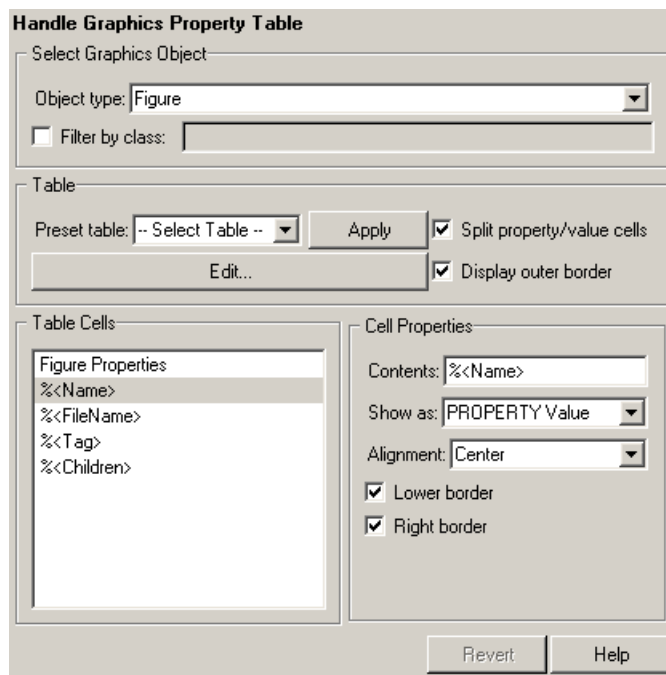 Handle Graphics Property Table
Select Graphics Object
Object type: Figure
Filter by class:
Table
Preset table: -- Select Table -- Apply Split property/value cells
Edit... Display outer border
Table Cells
Figure Properties
%<Name>
%<FileName>
%<Tag>
%<Children>
Cell Properties
Contents: %<Name>
Show as: PROPERTY Value
Alignment: Center
Lower border
Right border
Revert Help